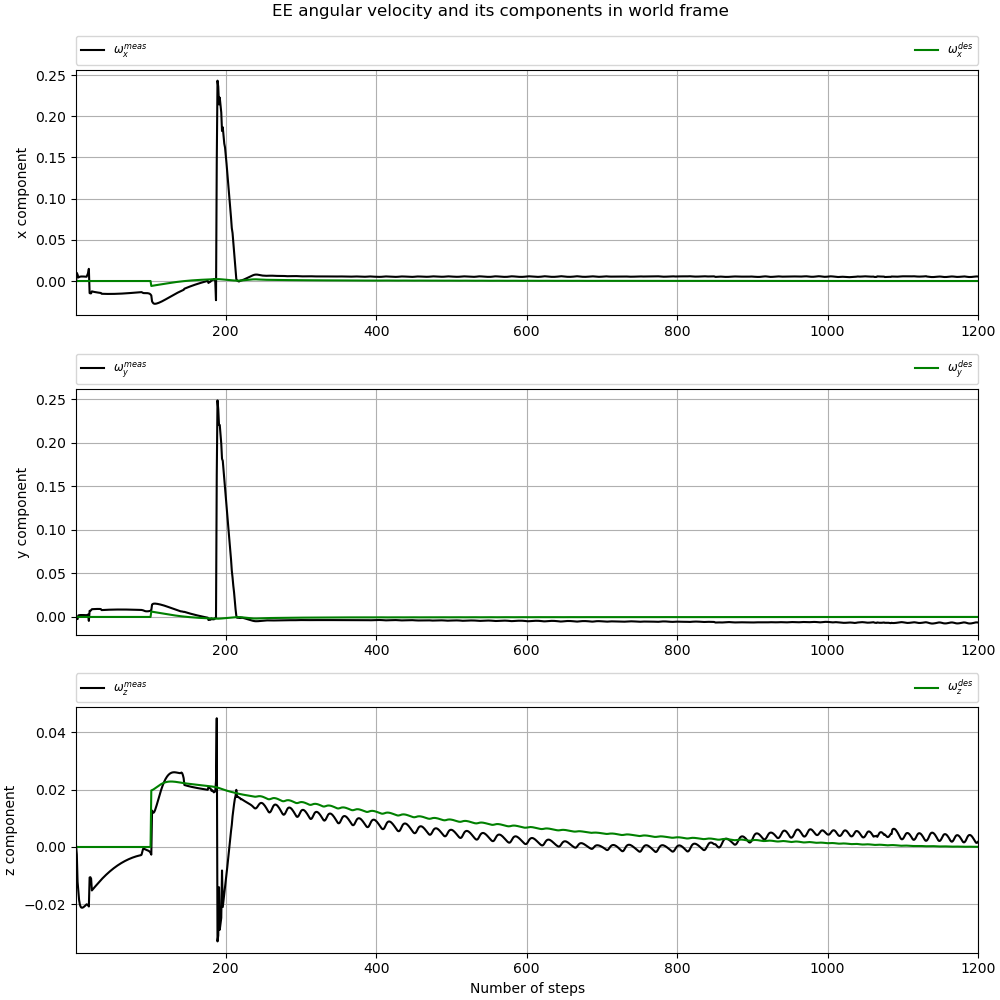 EE angular velocity and its components in world frame
ω_x^meas ω_x^des
0.25
0.20
0.15
0.10
0.05
0.00
x component
200 400 600 800 1000 1200
ω_y^meas ω_y^des
0.25
0.20
0.15
0.10
0.05
0.00
y component
200 400 600 800 1000 1200
ω_z^meas ω_z^des
0.04
0.02
0.00
−0.02
z component
200 400 600 800 1000 1200
Number of steps